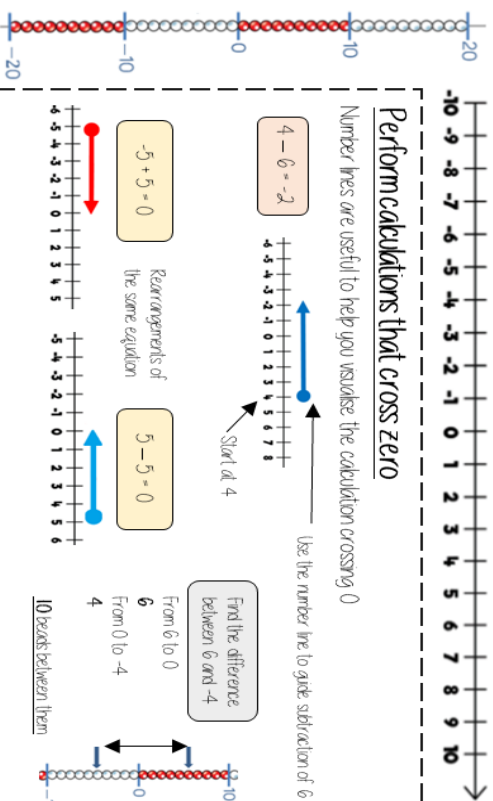 -10 -9 -8 -7 -6 -5 -4 -3 -2 -1 0 1 2 3 4 5 6 7 8 9 10
Perform calculations that cross zero
Number lines are useful to help you visualise the calculation crossing 0
Use the number line to guide subtraction of 6
4 – 6 = -2
-6 -5 -4 -3 -2 -1 0 1 2 3 4 5 6 7 8
Start at 4
-5 + 5 = 0
Rearrangements of
the same equation
5 – 5 = 0
-6 -5 -4 -3 -2 -1 0 1 2 3 4 5
-5 -4 -3 -2 -1 0 1 2 3 4 5 6
Find the difference
between 6 and -4
From 6 to 0
6
From 0 to -4
4
10 beads between them
0
10
-20 -10 0 10 20